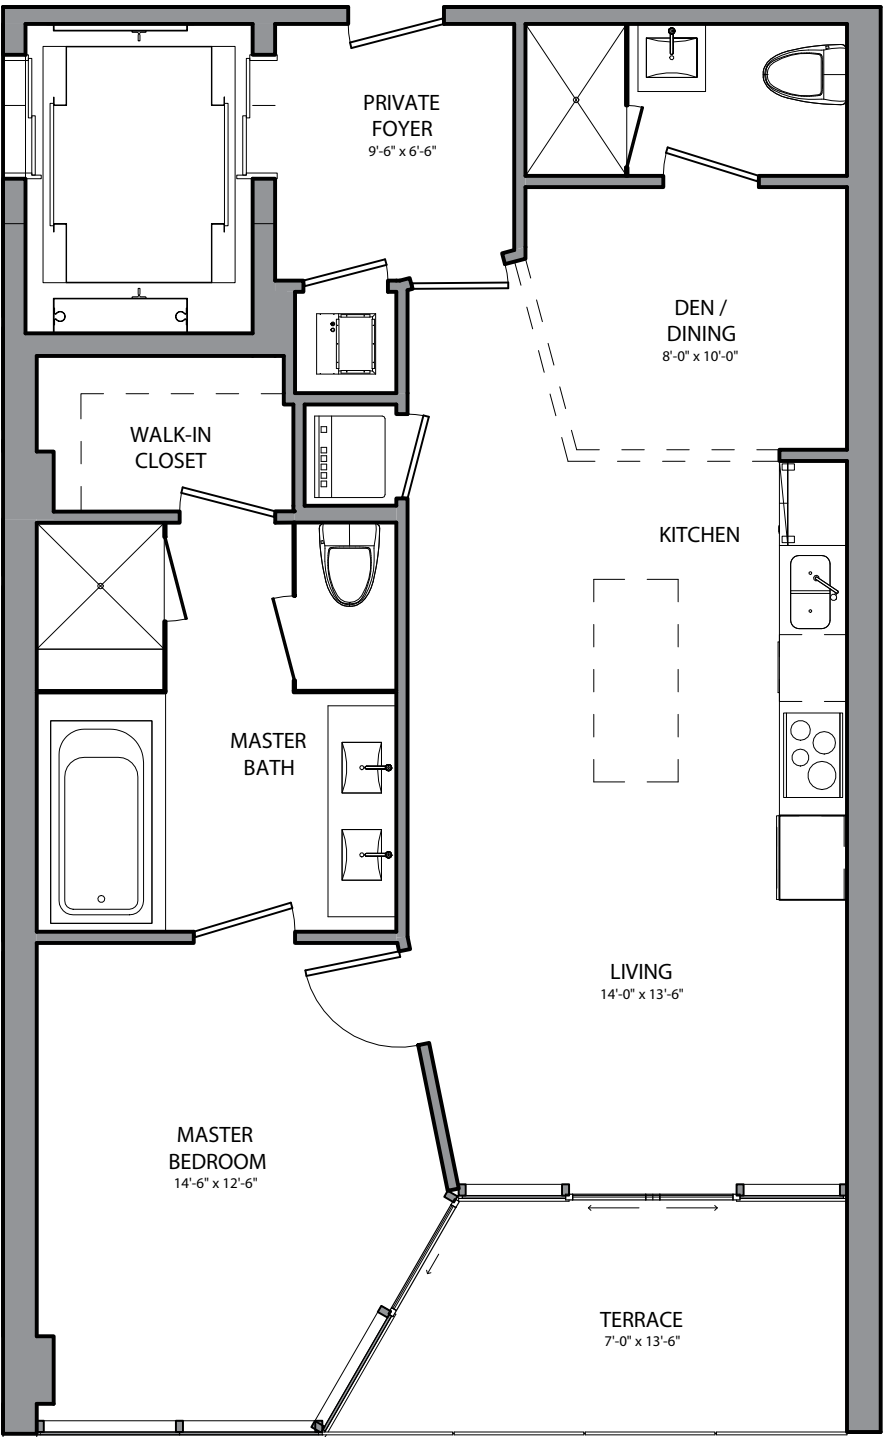 PRIVATE
FOYER
9'-6" x 6'-6"
DEN /
DINING
8'-0" x 10'-0"
WALK-IN
CLOSET
KITCHEN
MASTER
BATH
LIVING
14'-0" x 13'-6"
MASTER
BEDROOM
14'-6" x 12'-6"
TERRACE
7'-0" x 13'-6"